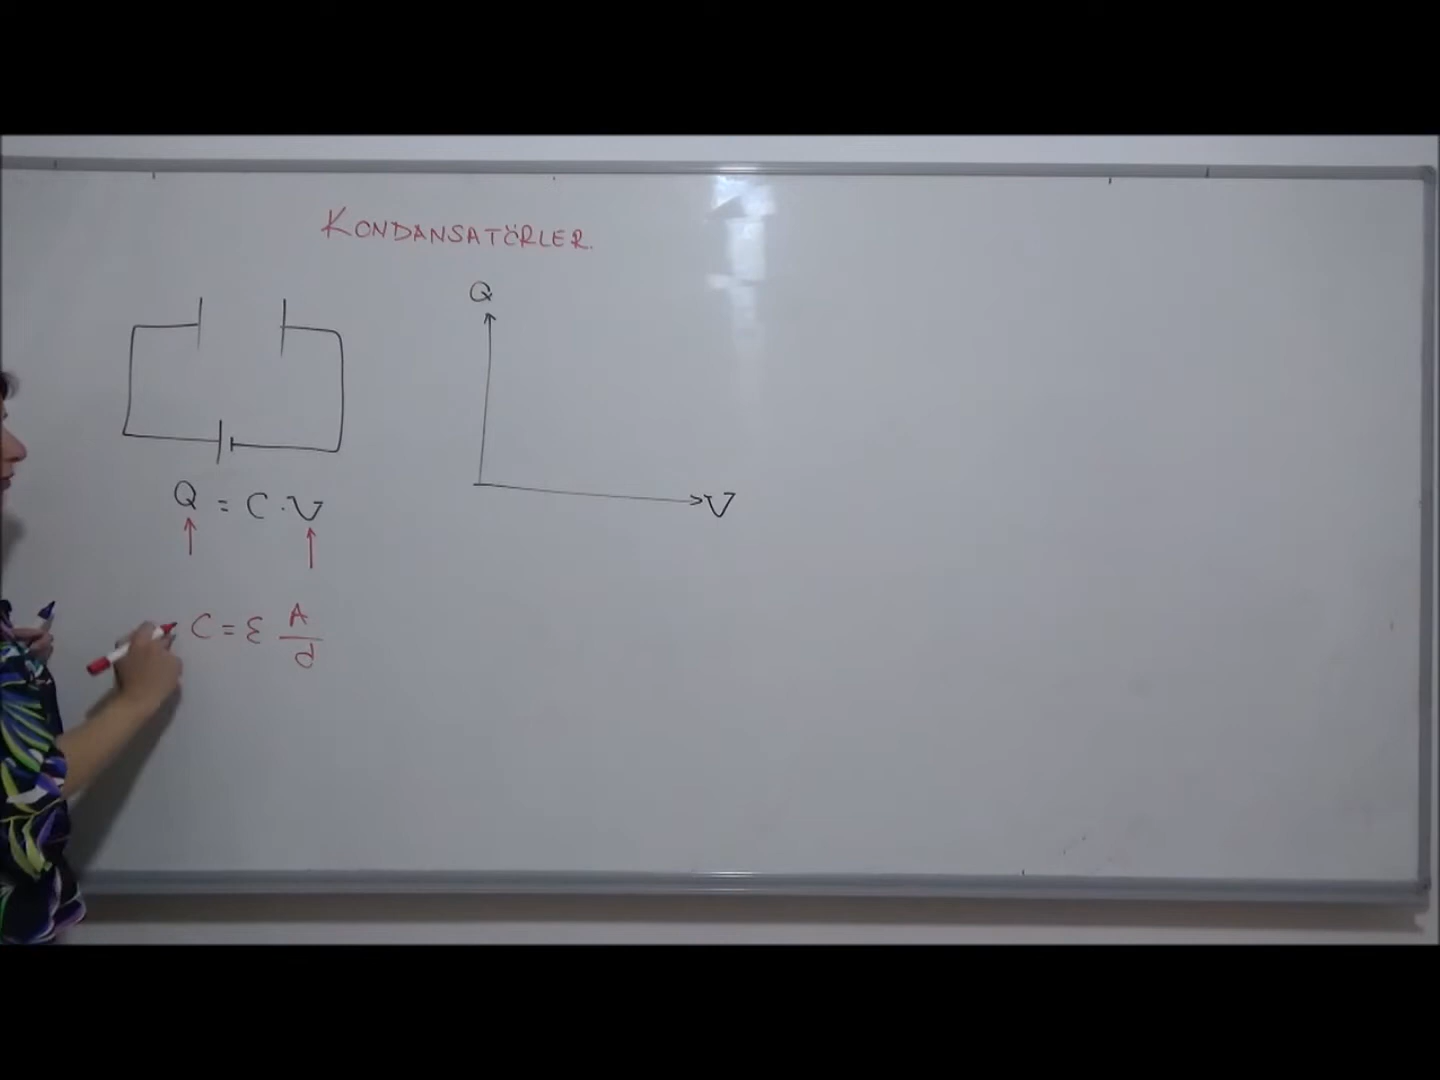 KONDANSATÖRLER.
Q
V
Q = C . V
↑ ↑
C = ε A/d